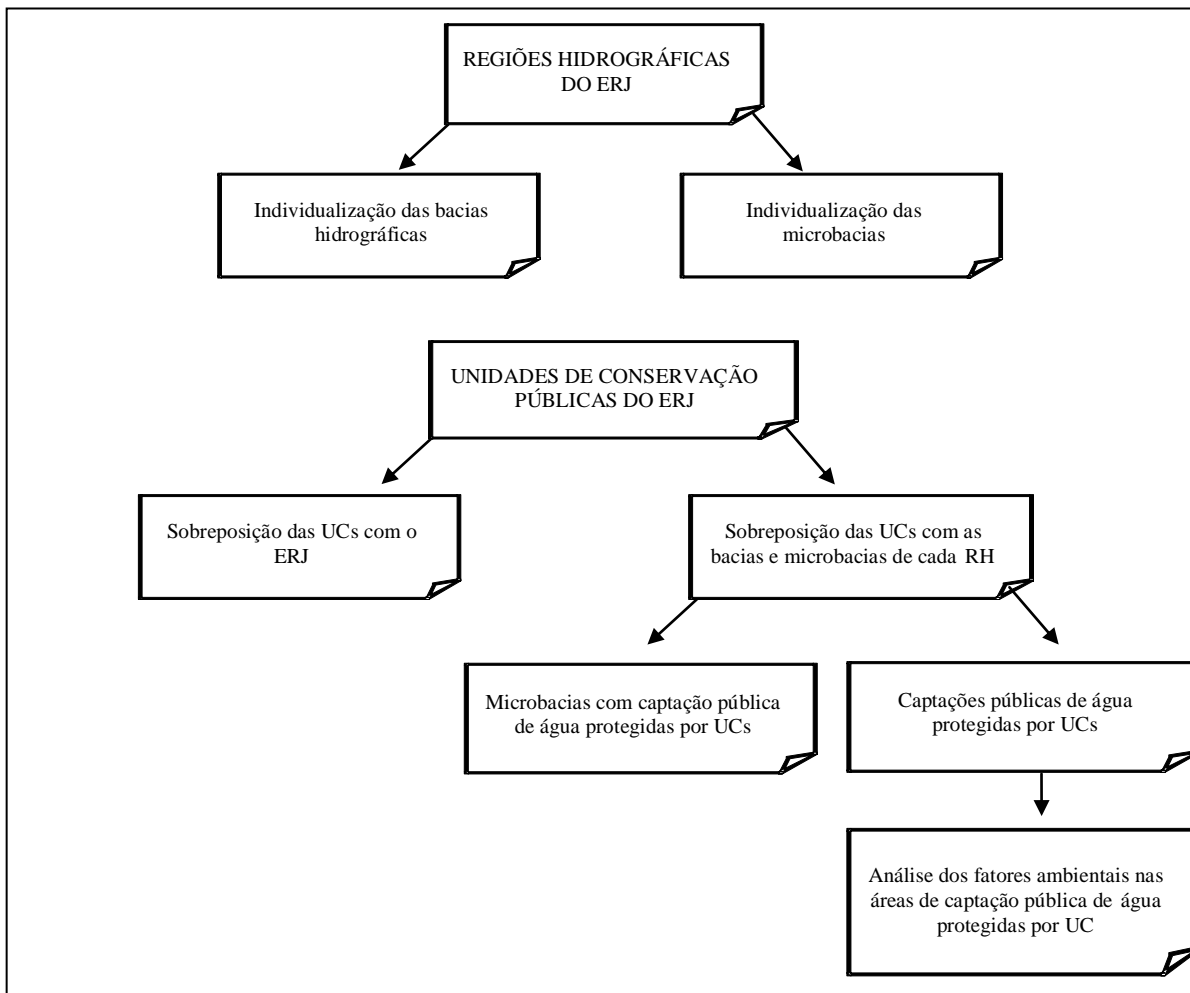 REGIÕES HIDROGRÁFICAS
DO ERJ
Individualização das bacias
hidrográficas
Individualização das
microbacias
UNIDADES DE CONSERVAÇÃO
PÚBLICAS DO ERJ
Sobreposição das UCs com o
ERJ
Sobreposição das UCs com as
bacias e microbacias de cada RH
Microbacias com captação pública
de água protegidas por UCs
Captações públicas de água
protegidas por UCs
Análise dos fatores ambientais nas
áreas de captação pública de água
protegidas por UC